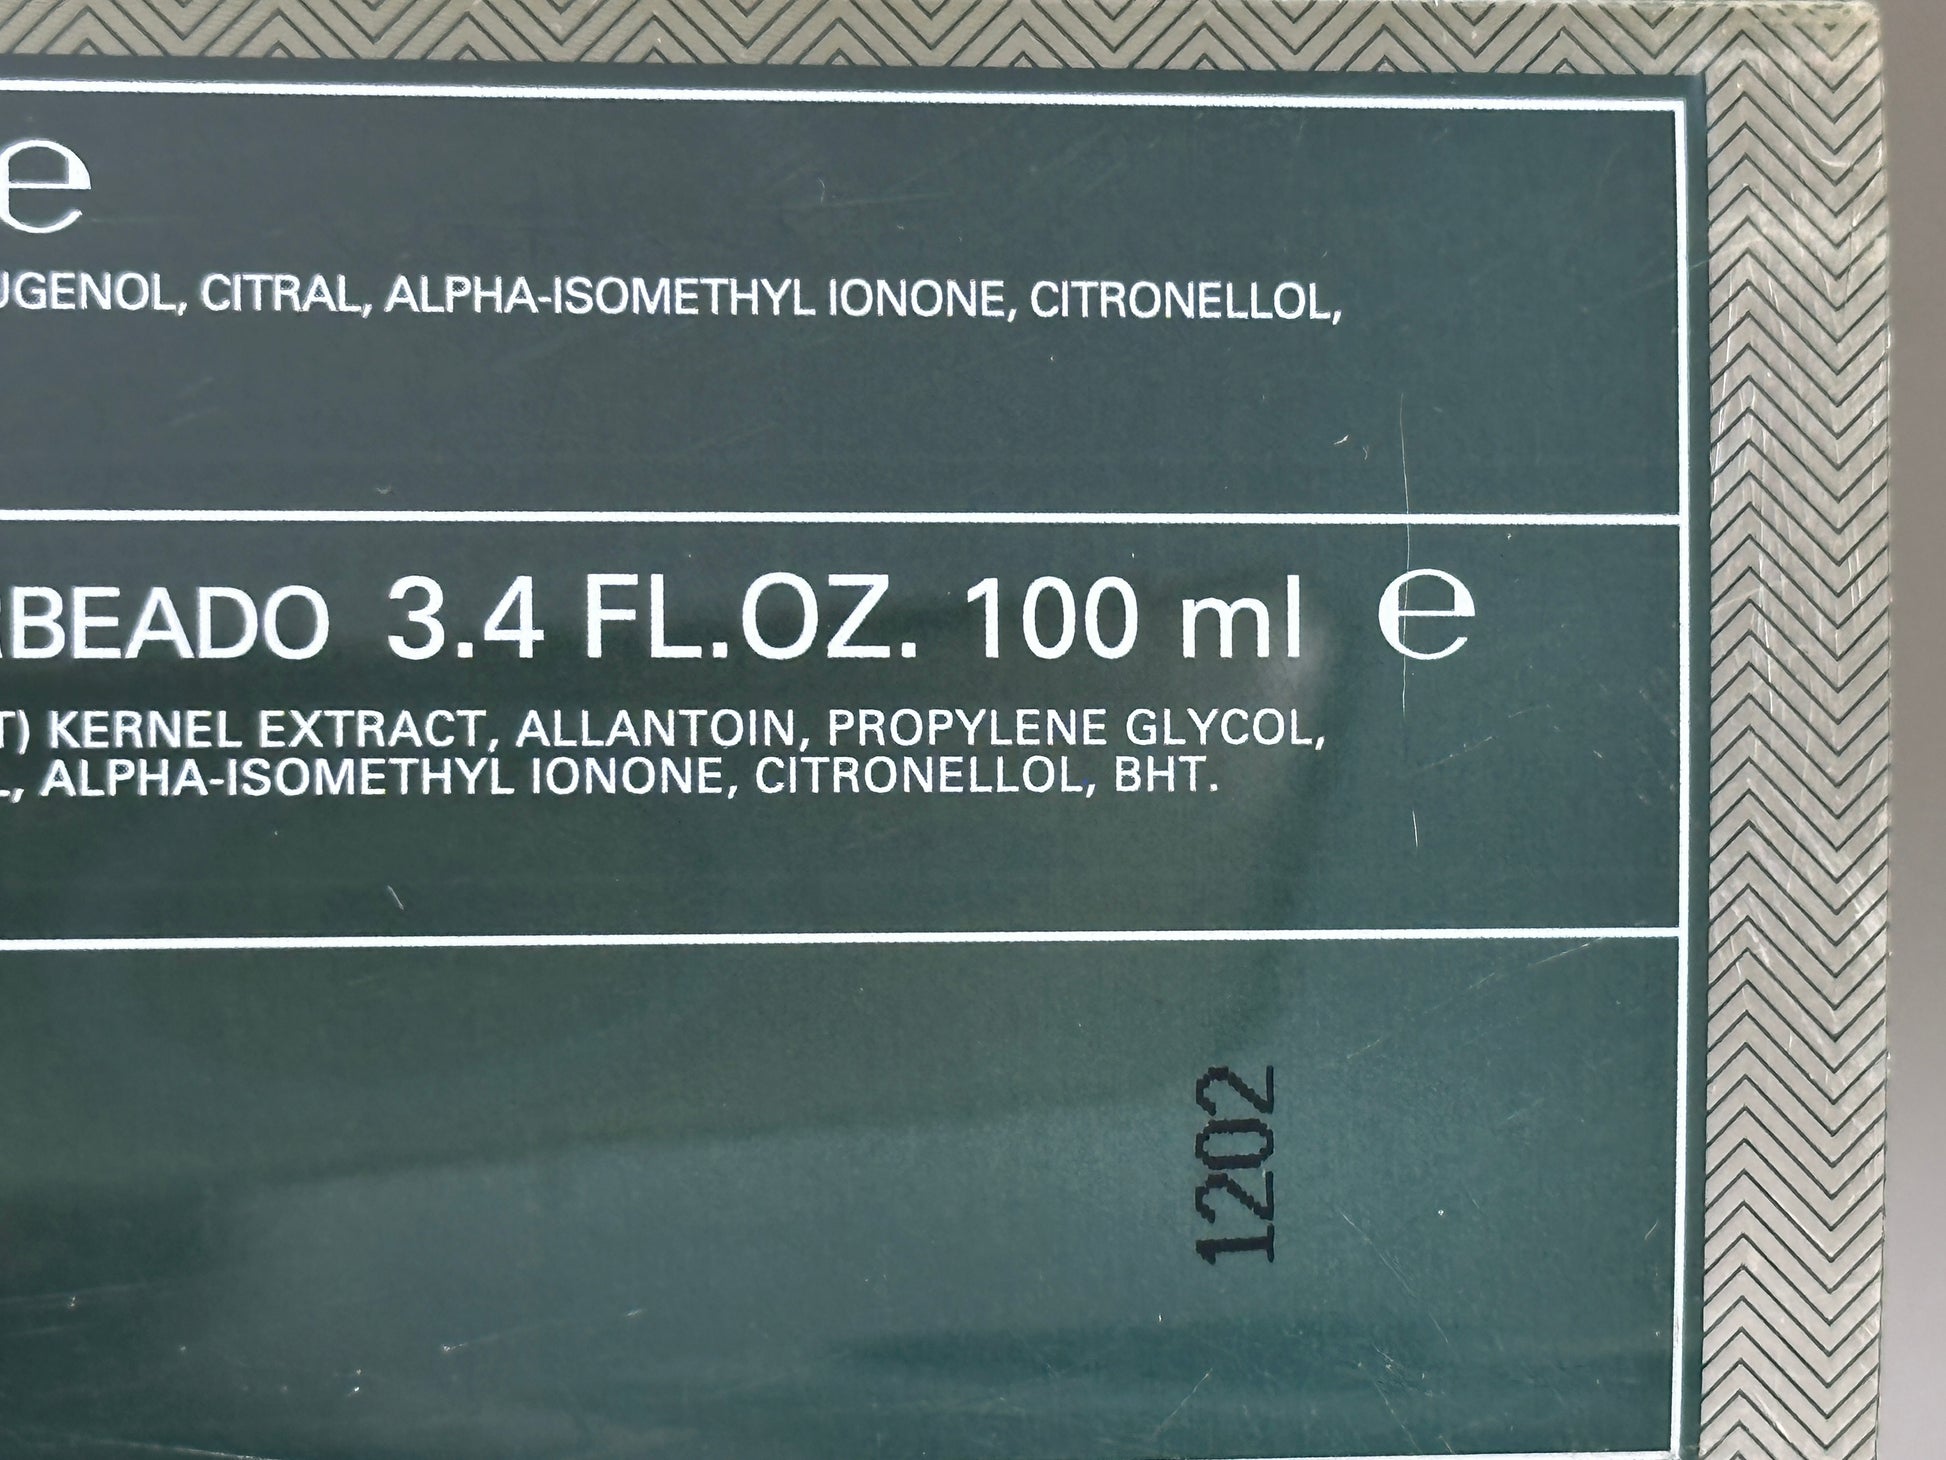 e
UGENOL, CITRAL, ALPHA-ISOMETHYL IONONE, CITRONELLOL,
RBEADO 3.4 FL.OZ. 100 ml e
T) KERNEL EXTRACT, ALLANTOIN, PROPYLENE GLYCOL,
L, ALPHA-ISOMETHYL IONONE, CITRONELLOL, BHT.
1202